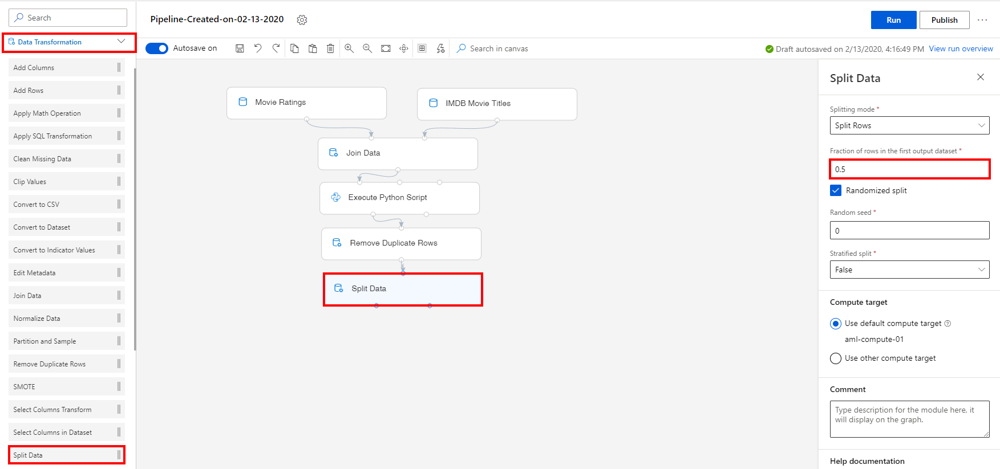 Search
Data Transformation
Add Columns
Add Rows
Apply Math Operation
Apply SQL Transformation
Clean Missing Data
Clip Values
Convert to CSV
Convert to Dataset
Convert to Indicator Values
Edit Metadata
Join Data
Normalize Data
Partition and Sample
Remove Duplicate Rows
SMOTE
Select Columns Transform
Select Columns in Dataset
Split Data
Pipeline-Created-on-02-13-2020
Run
Publish
...
Autosave on
Search in canvas
Draft autosaved on 2/13/2020, 4:16:49 PM
View run overview
Movie Ratings
IMDB Movie Titles
Join Data
Execute Python Script
Remove Duplicate Rows
Split Data
Split Data
Splitting mode *
Split Rows
Fraction of rows in the first output dataset *
0.5
Randomized split
Random seed *
0
Stratified split *
False
Compute target
Use default compute target
aml-compute-01
Use other compute target
Comment
Type description for the module here, it
will display on the graph.
Help documentation